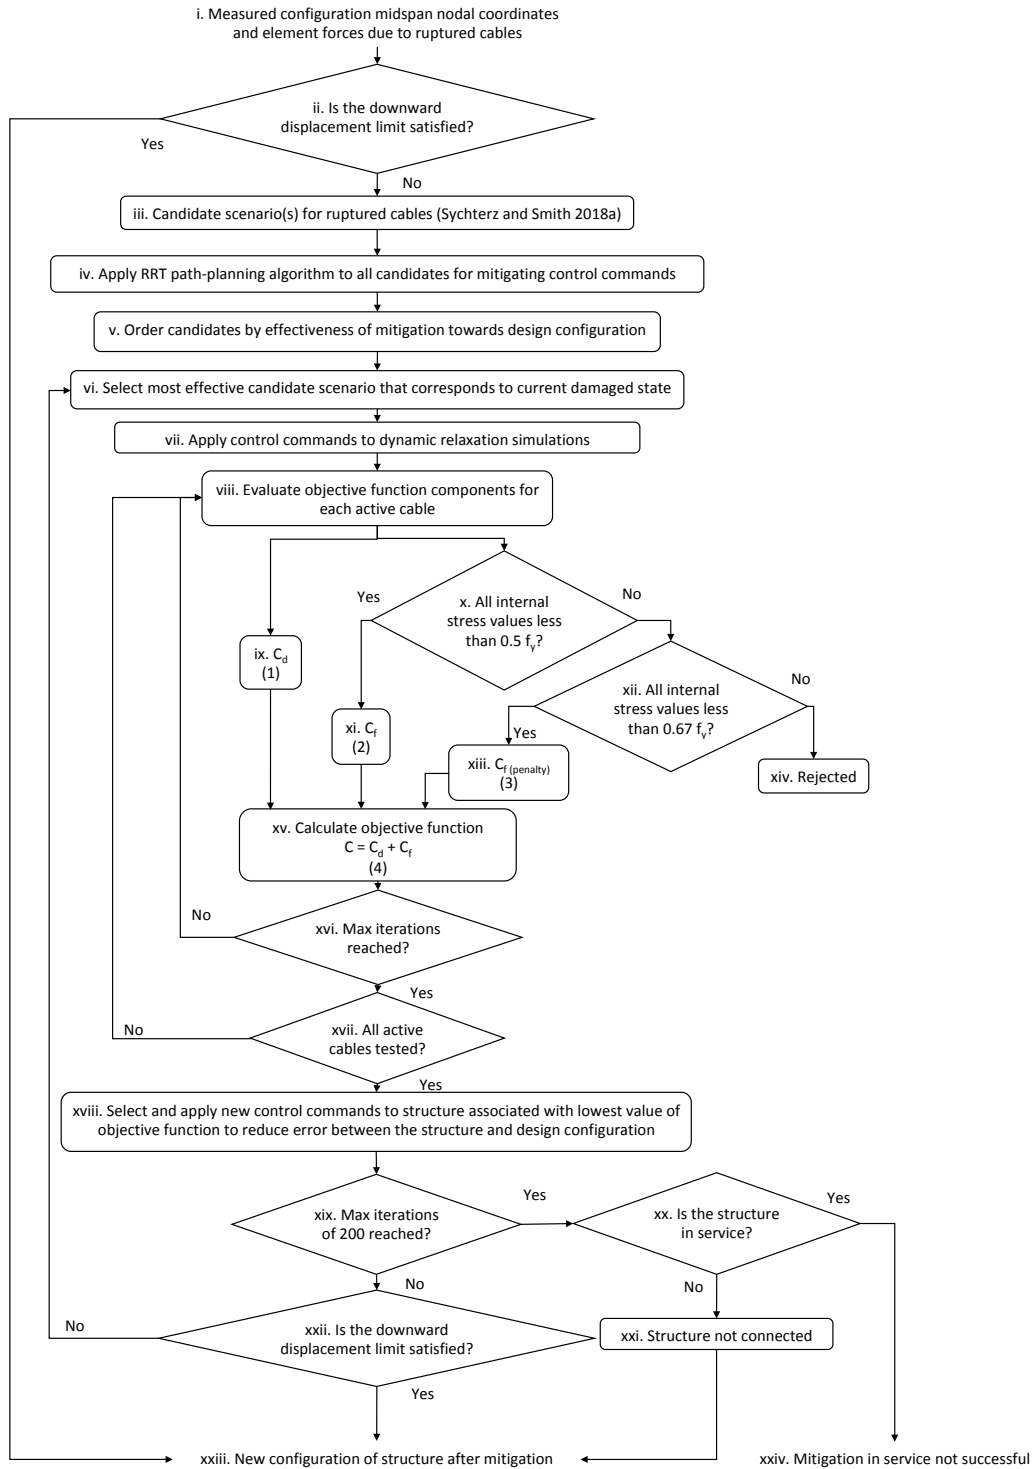 i. Measured configuration midspan nodal coordinates
and element forces due to ruptured cables
ii. Is the downward
displacement limit satisfied?
Yes
No
iii. Candidate scenario(s) for ruptured cables (Sychterz and Smith 2018a)
iv. Apply RRT path-planning algorithm to all candidates for mitigating control commands
v. Order candidates by effectiveness of mitigation towards design configuration
vi. Select most effective candidate scenario that corresponds to current damaged state
vii. Apply control commands to dynamic relaxation simulations
viii. Evaluate objective function components for
each active cable
Yes
x. All internal
stress values less
than 0.5 fy?
No
ix. Cd
(1)
xii. All internal
stress values less
than 0.67 fy?
No
xi. Cf
(2)
Yes
xiii. Cf (penalty)
(3)
xiv. Rejected
xv. Calculate objective function
C = Cd + Cf
(4)
No
xvi. Max iterations
reached?
Yes
No
xvii. All active
cables tested?
Yes
xviii. Select and apply new control commands to structure associated with lowest value of
objective function to reduce error between the structure and design configuration
xix. Max iterations
of 200 reached?
Yes
xx. Is the structure
in service?
Yes
No
No
xxi. Structure not connected
No
xxii. Is the downward
displacement limit satisfied?
Yes
xxiii. New configuration of structure after mitigation
xxiv. Mitigation in service not successful